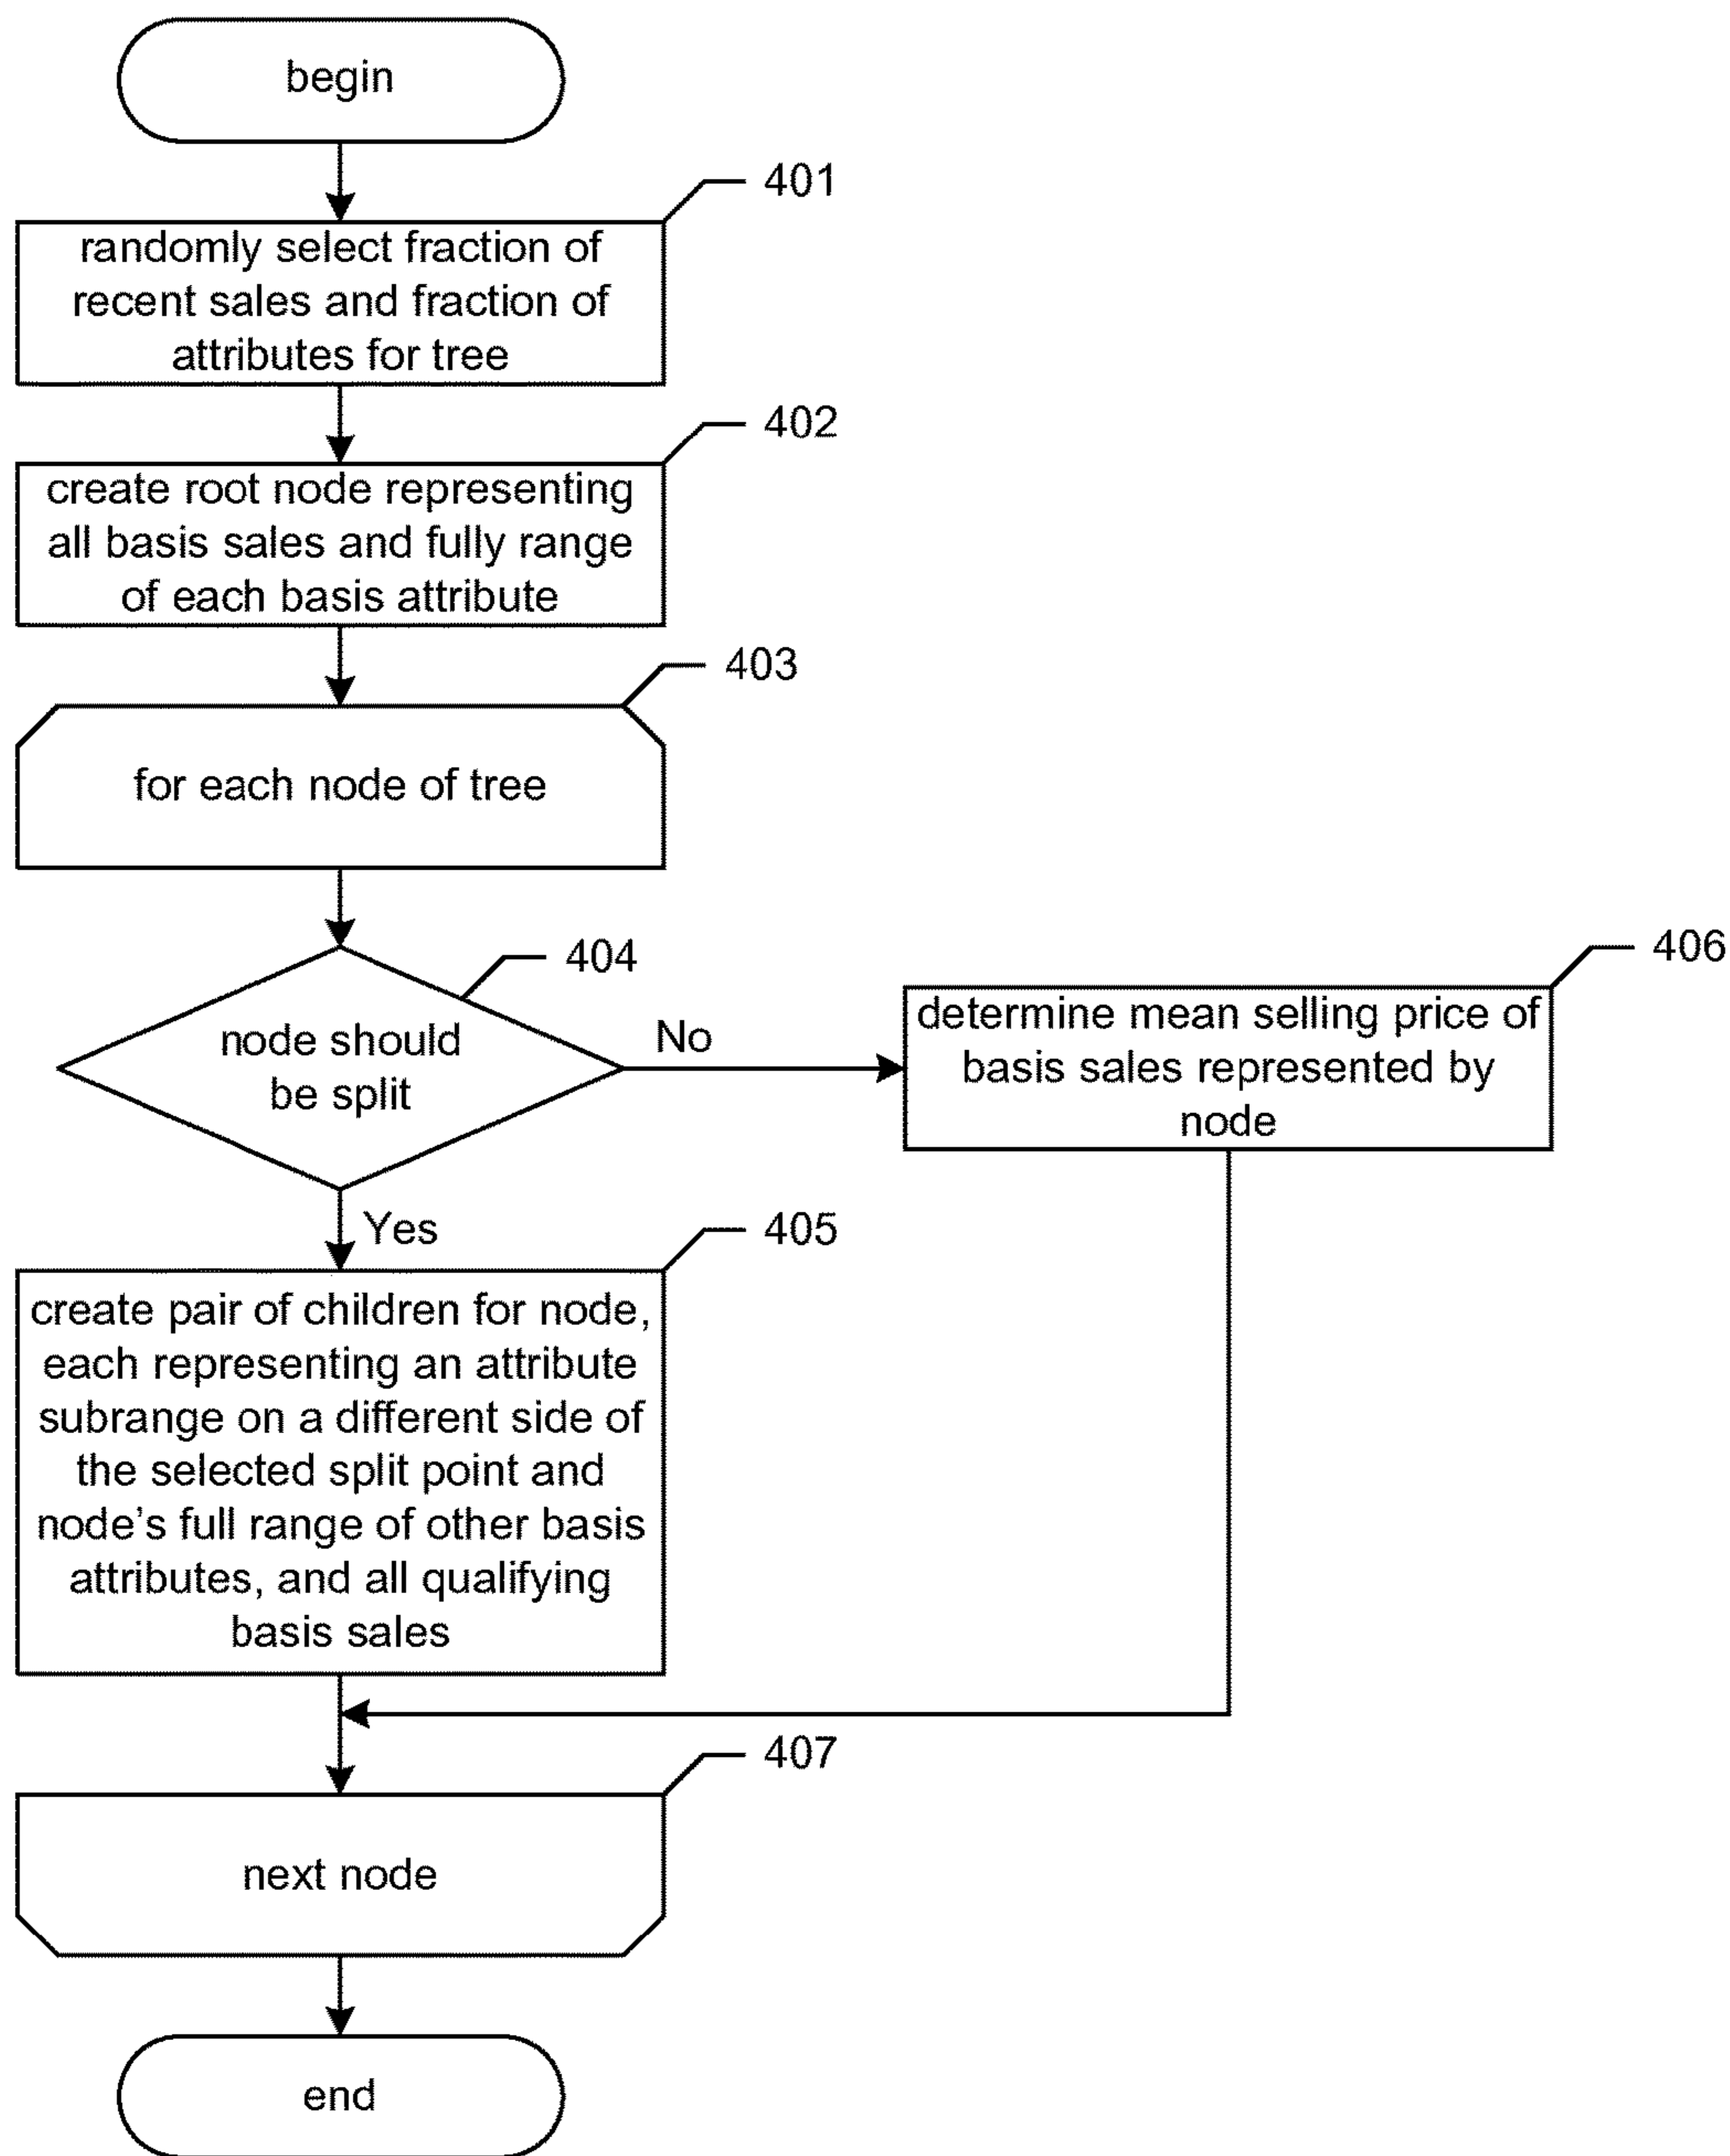 begin
401
randomly select fraction of
recent sales and fraction of
attributes for tree
402
create root node representing
all basis sales and fully range
of each basis attribute
403
for each node of tree
404
node should
be split
No
406
determine mean selling price of
basis sales represented by
node
Yes
405
create pair of children for node,
each representing an attribute
subrange on a different side of
the selected split point and
node's full range of other basis
attributes, and all qualifying
basis sales
407
next node
end